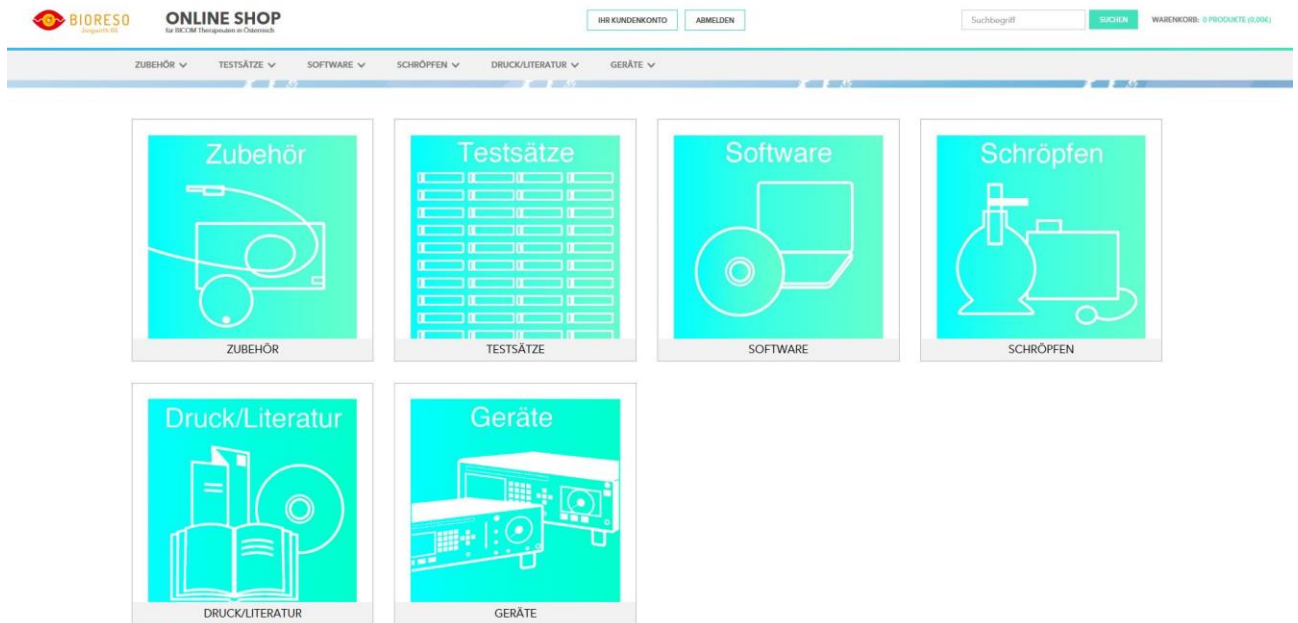 BIORESO
ONLINE SHOP
für BICOM Therapeuten in Österreich
IHR KUNDENKONTO
ABMELDEN
Suchbegriff
SUCHEN
WARENKORB: 0 PRODUKTE (0,00€)
ZUBEHÖR
TESTSÄTZE
SOFTWARE
SCHRÖPFEN
DRUCK/LITERATUR
GERÄTE
Zubehör
Testsätze
Software
Schröpfen
ZUBEHÖR
TESTSÄTZE
SOFTWARE
SCHRÖPFEN
Druck/Literatur
Geräte
DRUCK/LITERATUR
GERÄTE